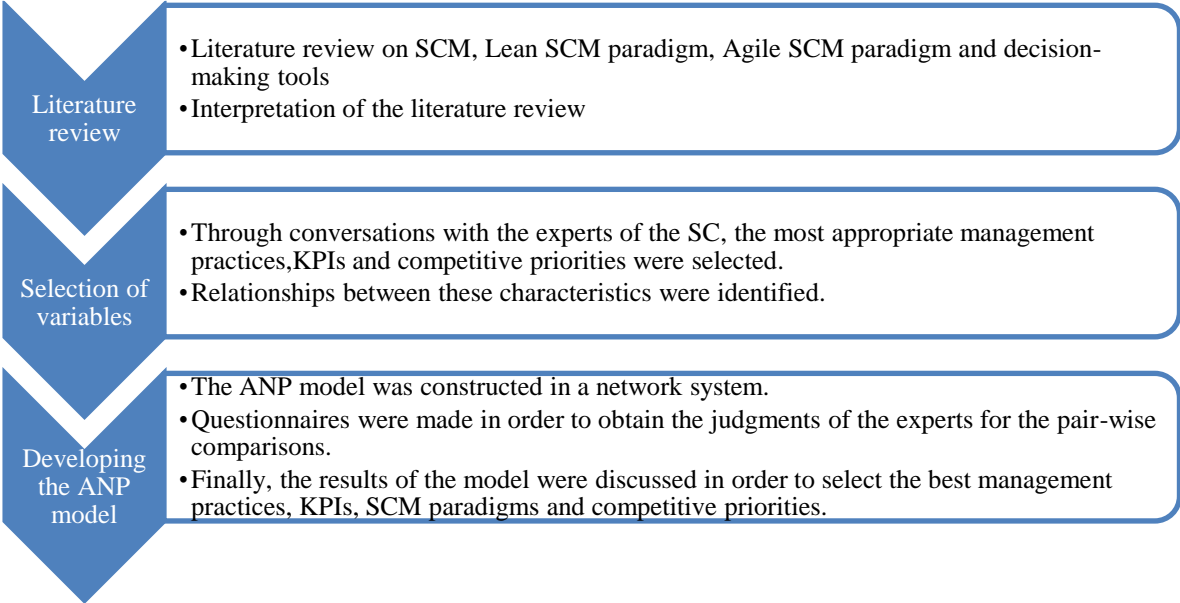 Literature
review
•Literature review on SCM, Lean SCM paradigm, Agile SCM paradigm and decision-
making tools
•Interpretation of the literature review
Selection of
variables
•Through conversations with the experts of the SC, the most appropriate management
practices,KPIs and competitive priorities were selected.
•Relationships between these characteristics were identified.
Developing
the ANP
model
•The ANP model was constructed in a network system.
•Questionnaires were made in order to obtain the judgments of the experts for the pair-wise
comparisons.
•Finally, the results of the model were discussed in order to select the best management
practices, KPIs, SCM paradigms and competitive priorities.